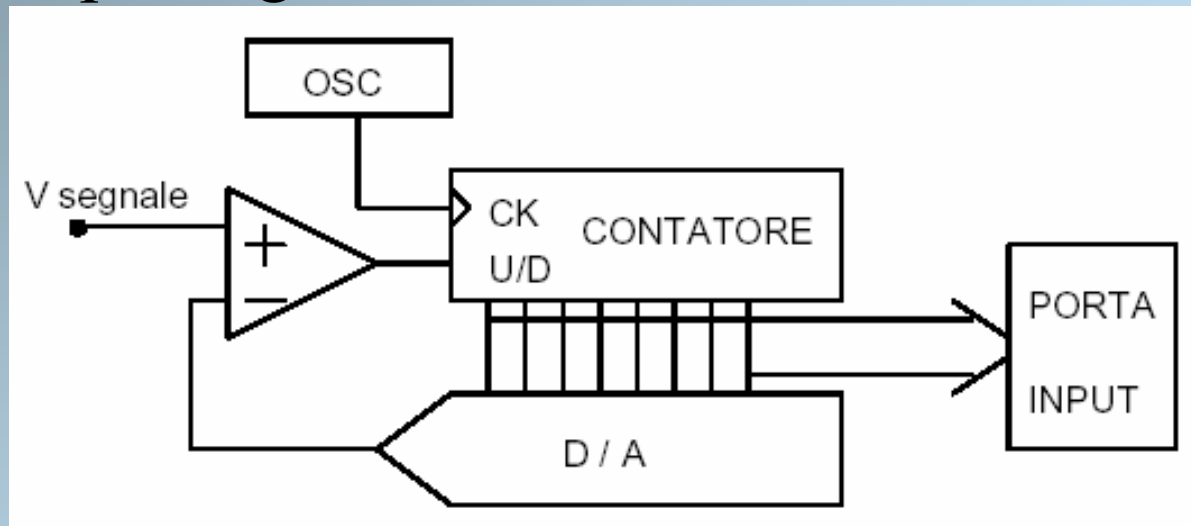 OSC
V segnale
+
CK
CONTATORE
U/D
−
PORTA
INPUT
D / A